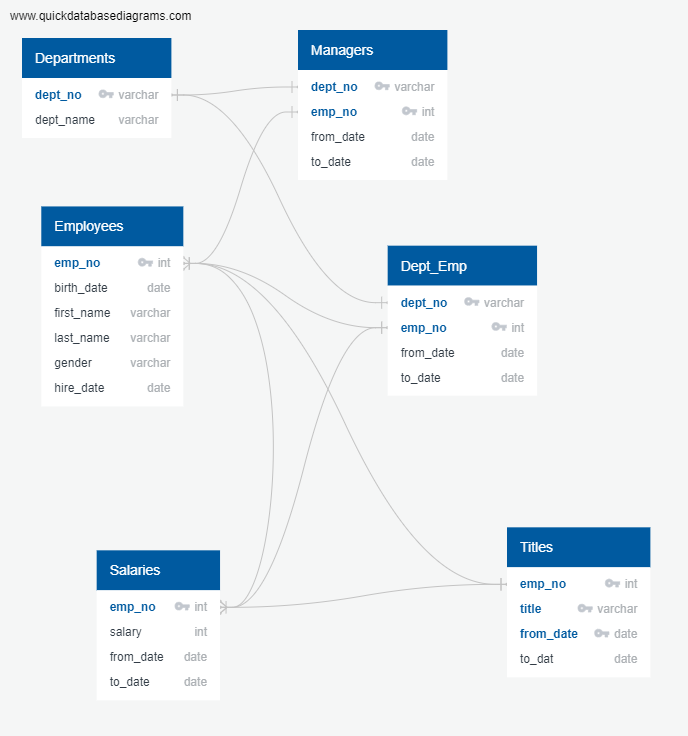 www.quickdatabasediagrams.com
Departments
dept_no varchar
dept_name varchar
Managers
dept_no varchar
emp_no int
from_date date
to_date date
Employees
emp_no int
birth_date date
first_name varchar
last_name varchar
gender varchar
hire_date date
Dept_Emp
dept_no varchar
emp_no int
from_date date
to_date date
Salaries
emp_no int
salary int
from_date date
to_date date
Titles
emp_no int
title varchar
from_date date
to_dat date